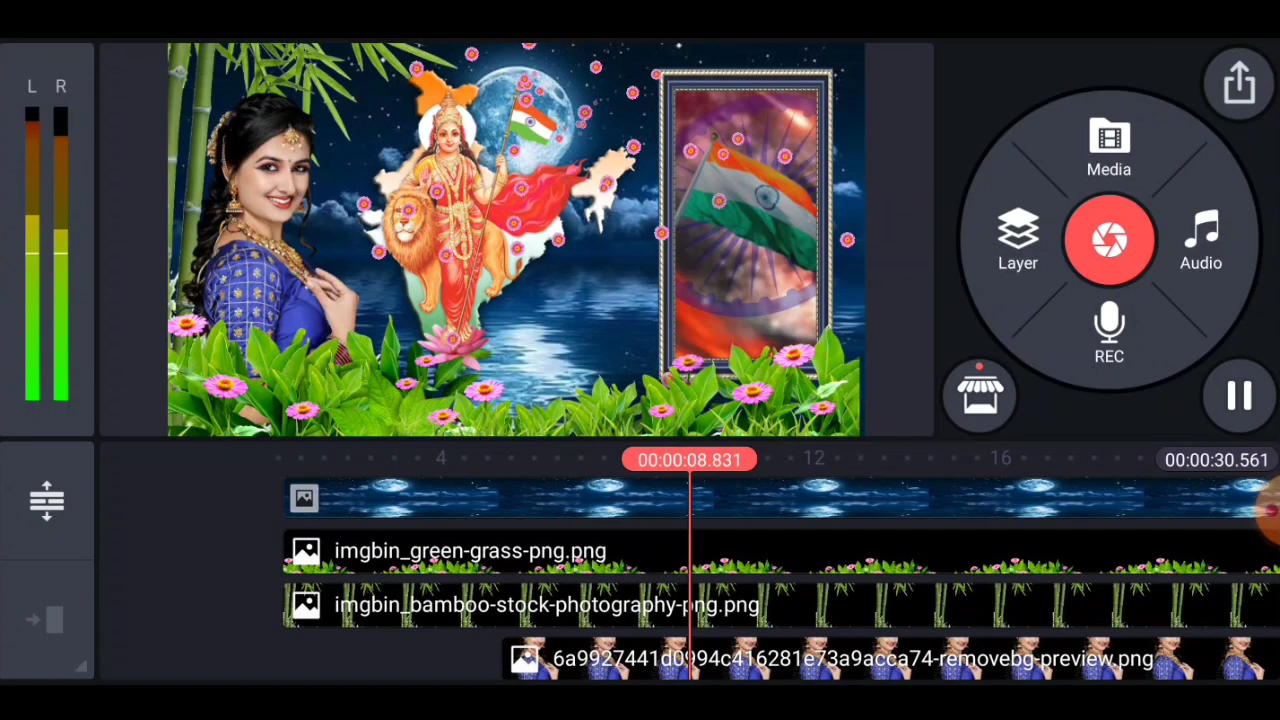 L R
Media
Layer
Audio
REC
4
00:00:08.831
12
16
00:00:30.561
imgbin_green-grass-png.png
imgbin_bamboo-stock-photography-png.png
6a9927441d0994c416281e73a9acca74-removebg-preview.png